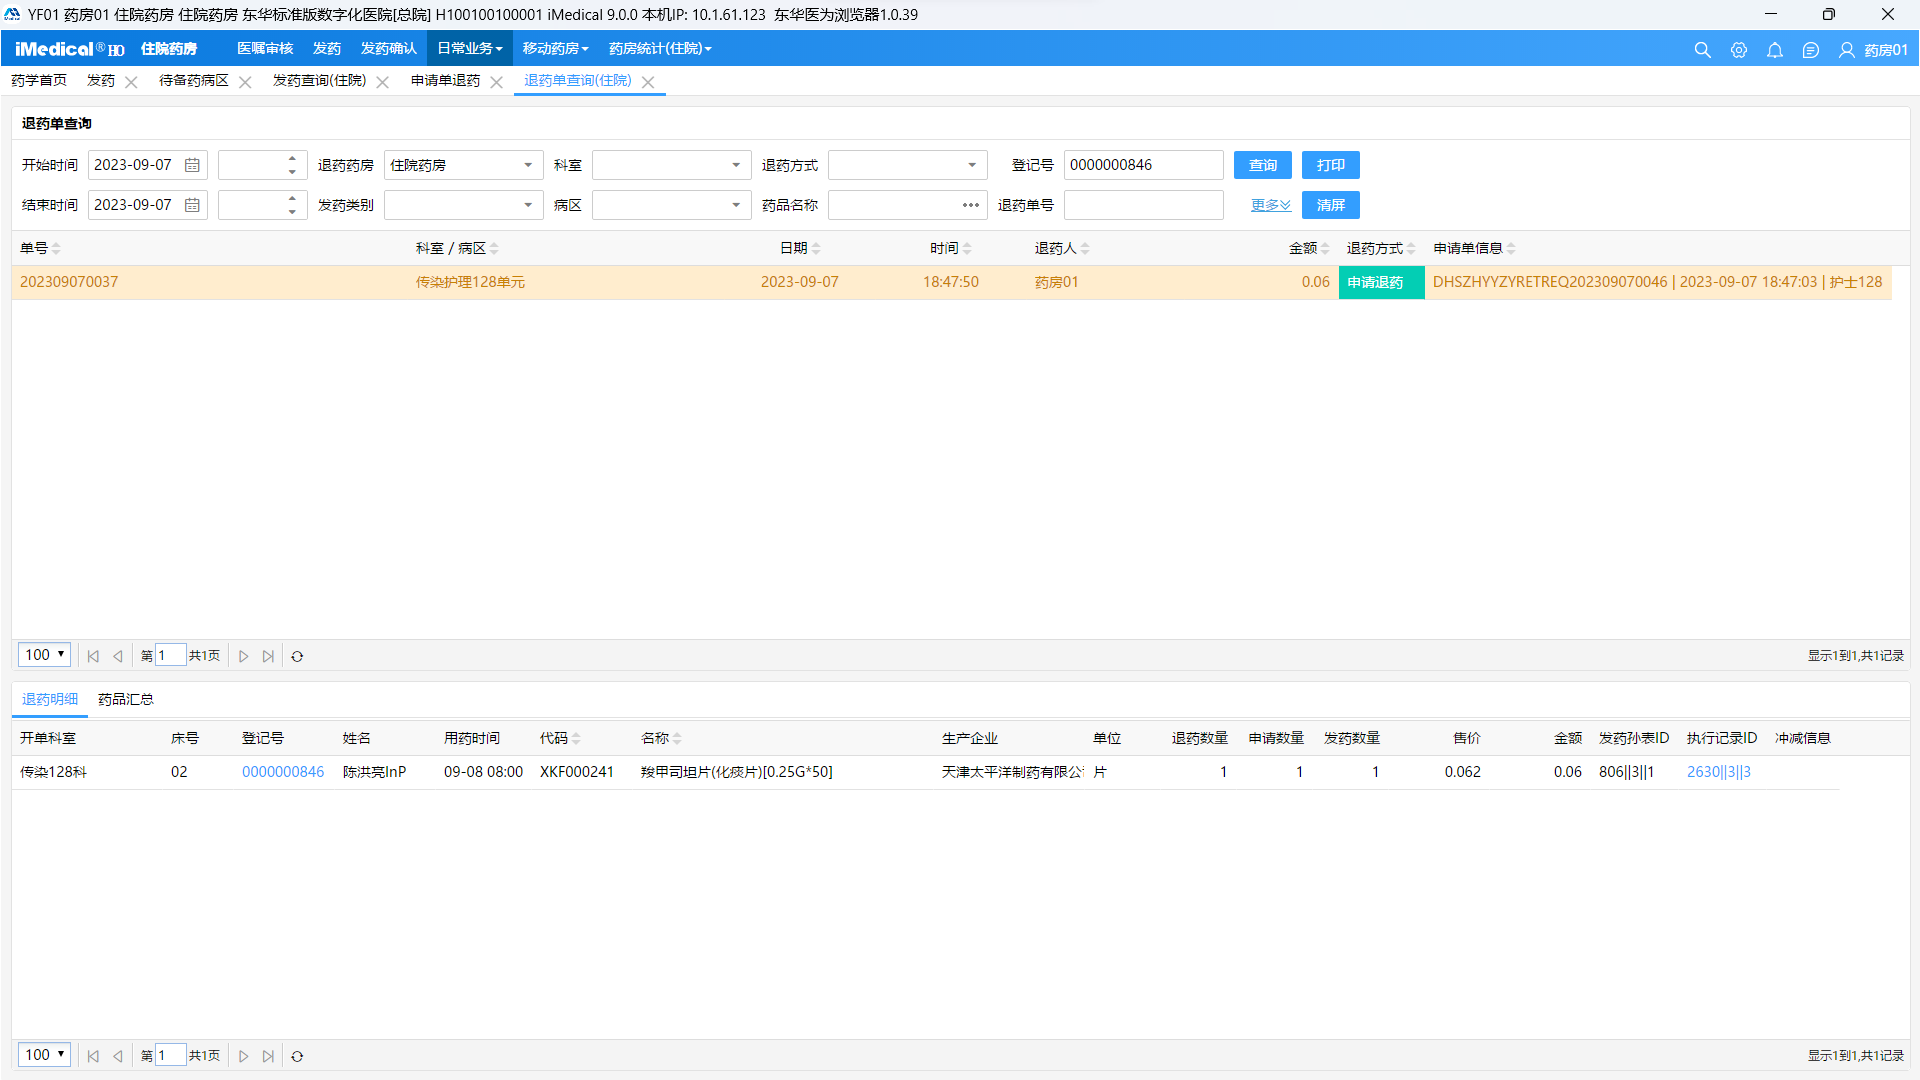 YF01 药房01 住院药房 住院药房 东华标准版数字化医院[总院] H100100100001 iMedical 9.0.0 本机IP: 10.1.61.123 东华医为浏览器1.0.39
iMedical®HO 住院药房 医嘱审核 发药 发药确认 日常业务 移动药房 药房统计(住院) 药房01
药学首页 发药 待备药病区 发药查询(住院) 申请单退药 退药单查询(住院)
退药单查询
开始时间 2023-09-07 退药药房 住院药房 科室 退药方式 登记号 0000000846 查询 打印
结束时间 2023-09-07 发药类别 病区 药品名称 ••• 退药单号 更多 清屏
单号 科室 / 病区 日期 时间 退药人 金额 退药方式 申请单信息
202309070037 传染护理128单元 2023-09-07 18:47:50 药房01 0.06 申请退药 DHSZHYYZYRETREQ202309070046 | 2023-09-07 18:47:03 | 护士128
100 第 1 共1页 显示1到1,共1记录
退药明细 药品汇总
开单科室 床号 登记号 姓名 用药时间 代码 名称 生产企业 单位 退药数量 申请数量 发药数量 售价 金额 发药孙表ID 执行记录ID 冲减信息
传染128科 02 0000000846 陈洪亮InP 09-08 08:00 XKF000241 羧甲司坦片(化痰片)[0.25G*50] 天津太平洋制药有限公 片 1 1 1 0.062 0.06 806||3||1 2630||3||3
100 第 1 共1页 显示1到1,共1记录